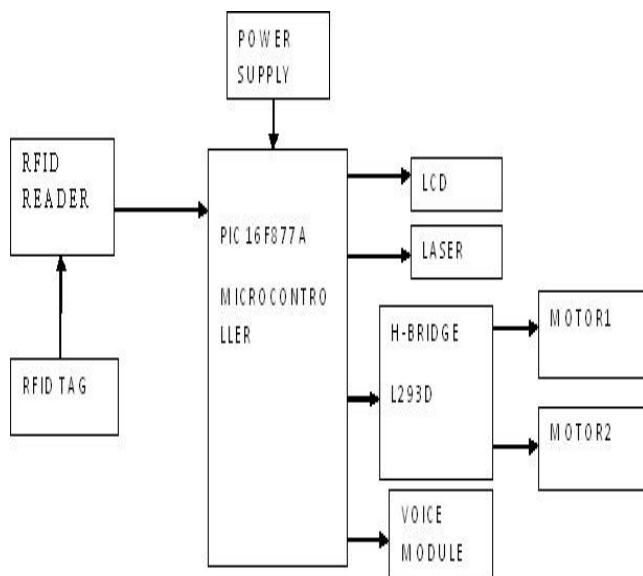 POWER
SUPPLY
RFID
READER
RFID TAG
PIC 16F877A
MICROCONTRO
LLER
LCD
LASER
H-BRIDGE
L293D
MOTOR1
MOTOR2
VOICE
MODULE